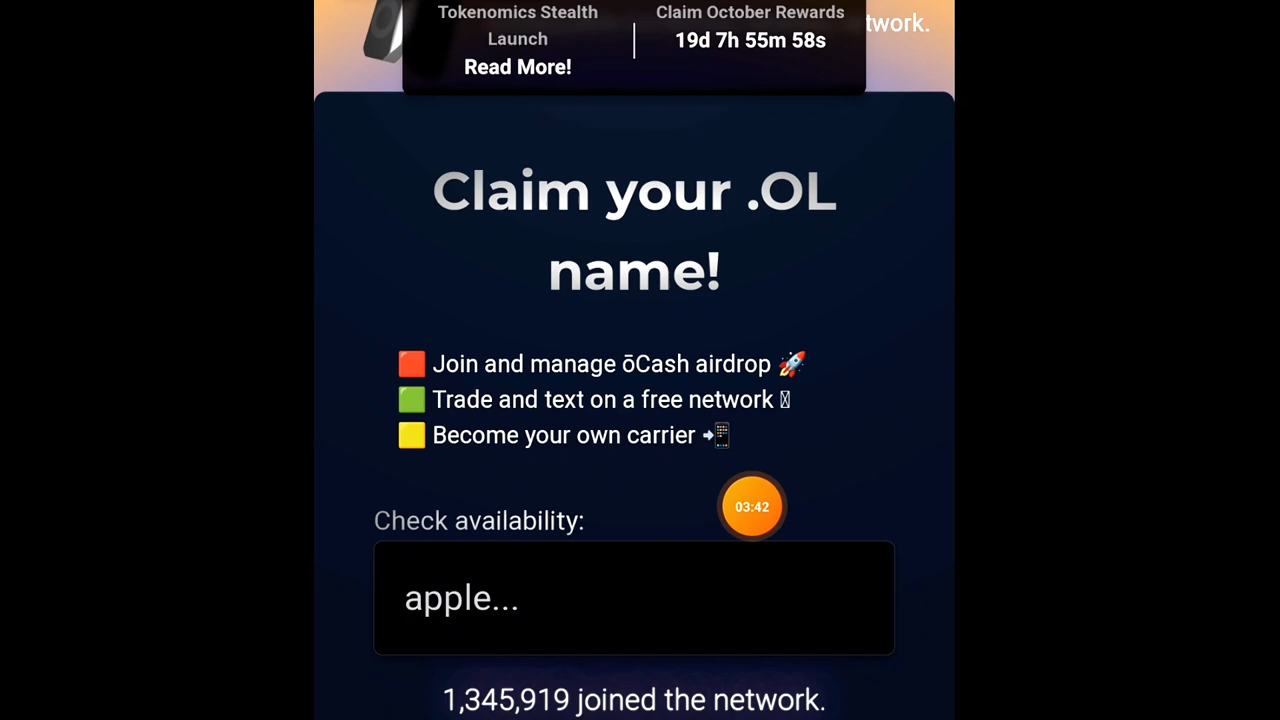 Tokenomics Stealth
Launch
Read More!
Claim October Rewards
19d 7h 55m 58s
twork.
Claim your .OL
name!
🟥 Join and manage ōCash airdrop 🚀
🟩 Trade and text on a free network
🟨 Become your own carrier 📲
03:42
Check availability:
apple...
1,345,919 joined the network.